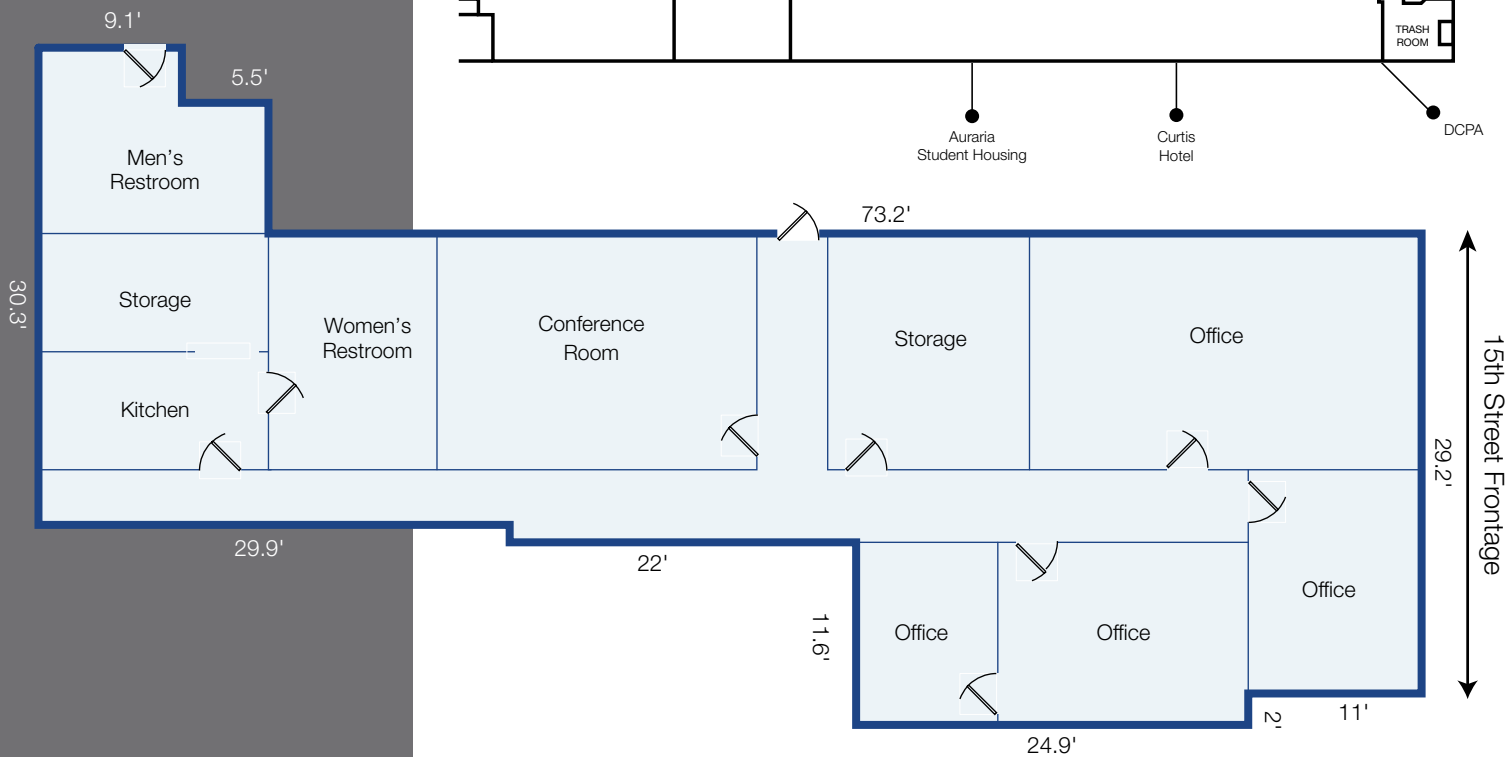 9.1'
TRASH
ROOM
5.5'
Auraria
Student Housing
Curtis
Hotel
DCPA
Men's
Restroom
73.2'
30.3'
Storage
Women's
Restroom
Conference
Room
Storage
Office
15th Street Frontage
Kitchen
29.2'
29.9'
22'
11.6'
Office
Office
Office
2'
11'
24.9'